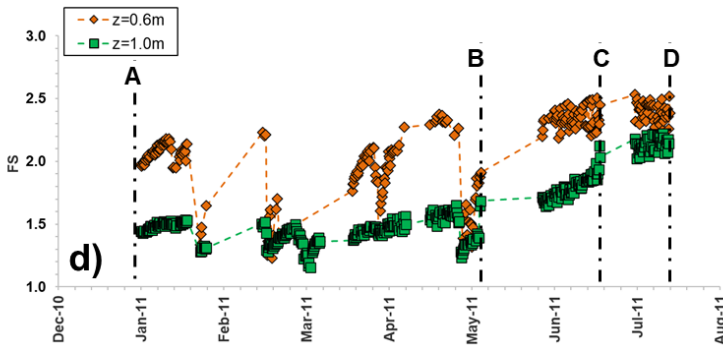 z=0.6m
z=1.0m
3.0
2.5
2.0
1.5
1.0
FS
A
B
C
D
d)
Dec-10
Jan-11
Feb-11
Mar-11
Apr-11
May-11
Jun-11
Jul-11
Aug-11